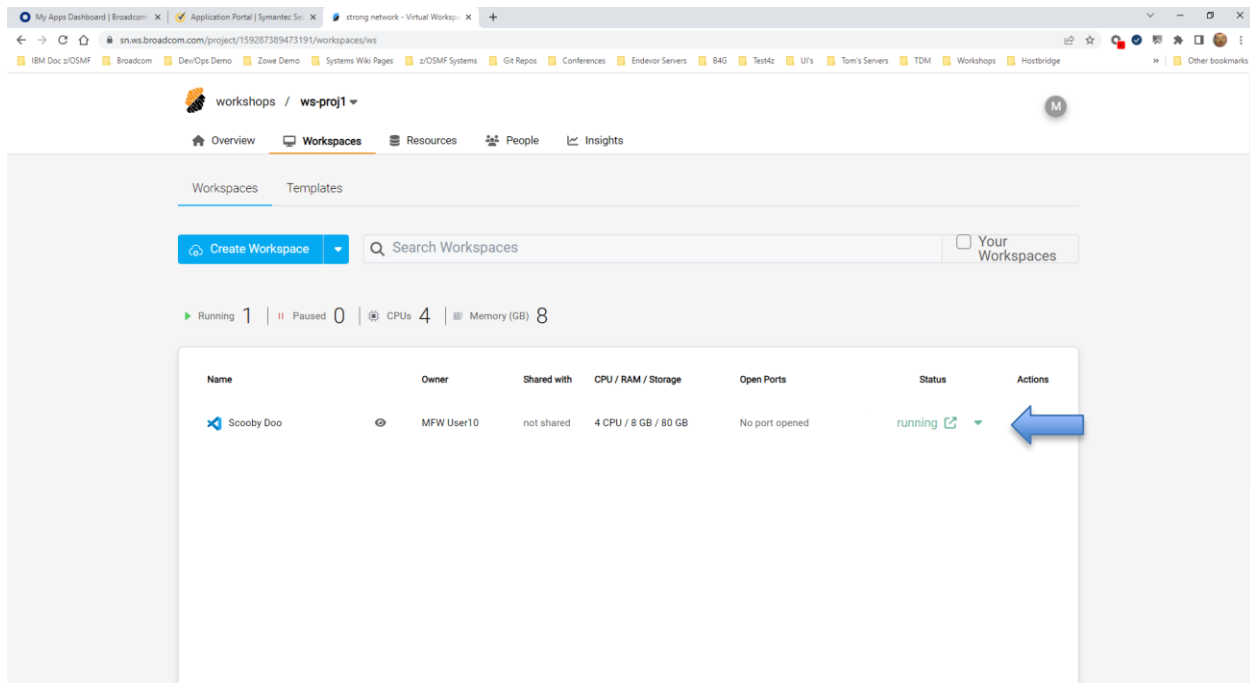 My Apps Dashboard | Broadcom
Application Portal | Symantec Se
strong network - Virtual Worksp
sn.ws.broadcom.com/project/159287389473191/workspaces/ws
IBM Doc z/OSMF Broadcom Dev/Ops Demo Zowe Demo Systems Wiki Pages z/OSMF Systems Git Repos Conferences Endevor Servers B4G Test4z UI's Tom's Servers TDM Workshops Hostbridge » Other bookmarks
workshops / ws-proj1
M
Overview Workspaces Resources People Insights
Workspaces Templates
Create Workspace
Search Workspaces
Your
Workspaces
Running 1 Paused 0 CPUs 4 Memory (GB) 8
Name Owner Shared with CPU / RAM / Storage Open Ports Status Actions
Scooby Doo MFW User10 not shared 4 CPU / 8 GB / 80 GB No port opened running